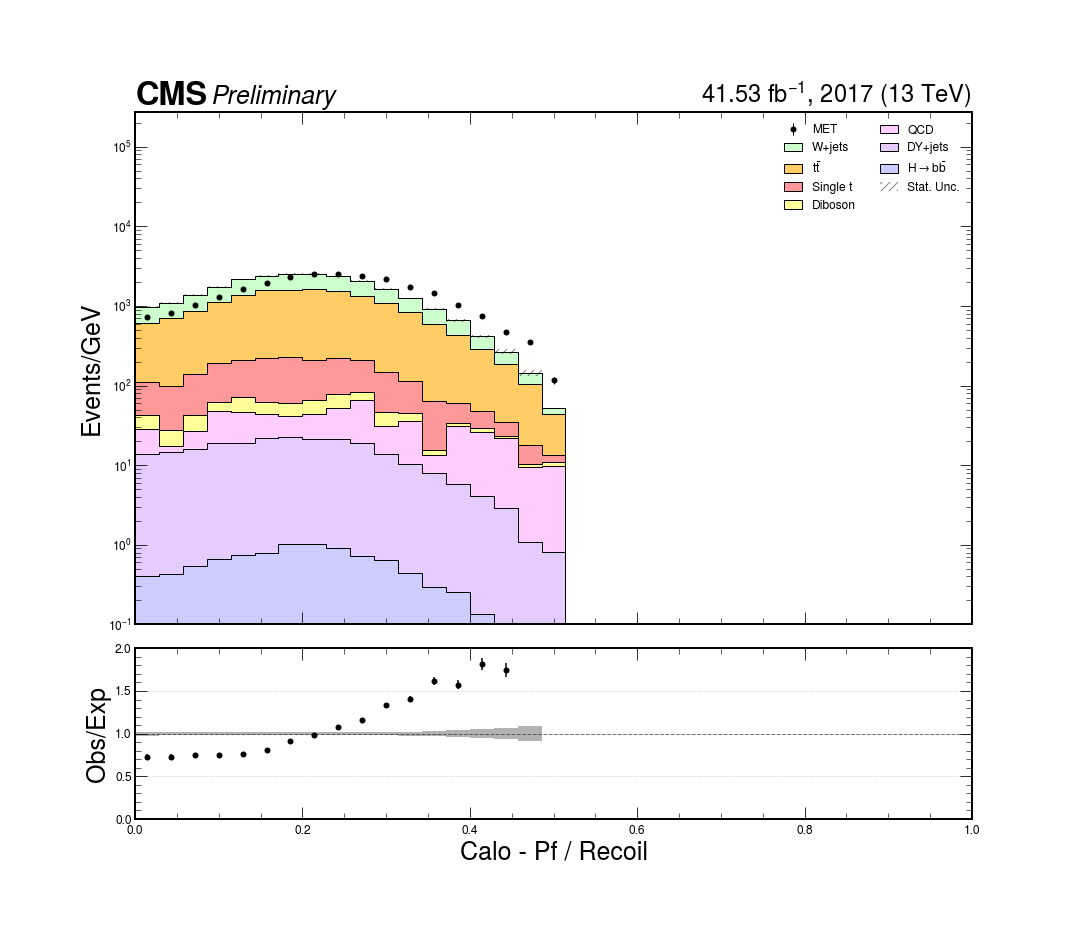 CMS Preliminary
41.53 fb⁻¹, 2017 (13 TeV)
MET
W+jets
tt̄
Single t
Diboson
QCD
DY+jets
H→bb̄
Stat. Unc.
Events/GeV
10⁵
10⁴
10³
10²
10¹
10⁰
10⁻¹
Obs/Exp
2.0
1.5
1.0
0.5
0.0
0.0 0.2 0.4 0.6 0.8 1.0
Calo - Pf / Recoil